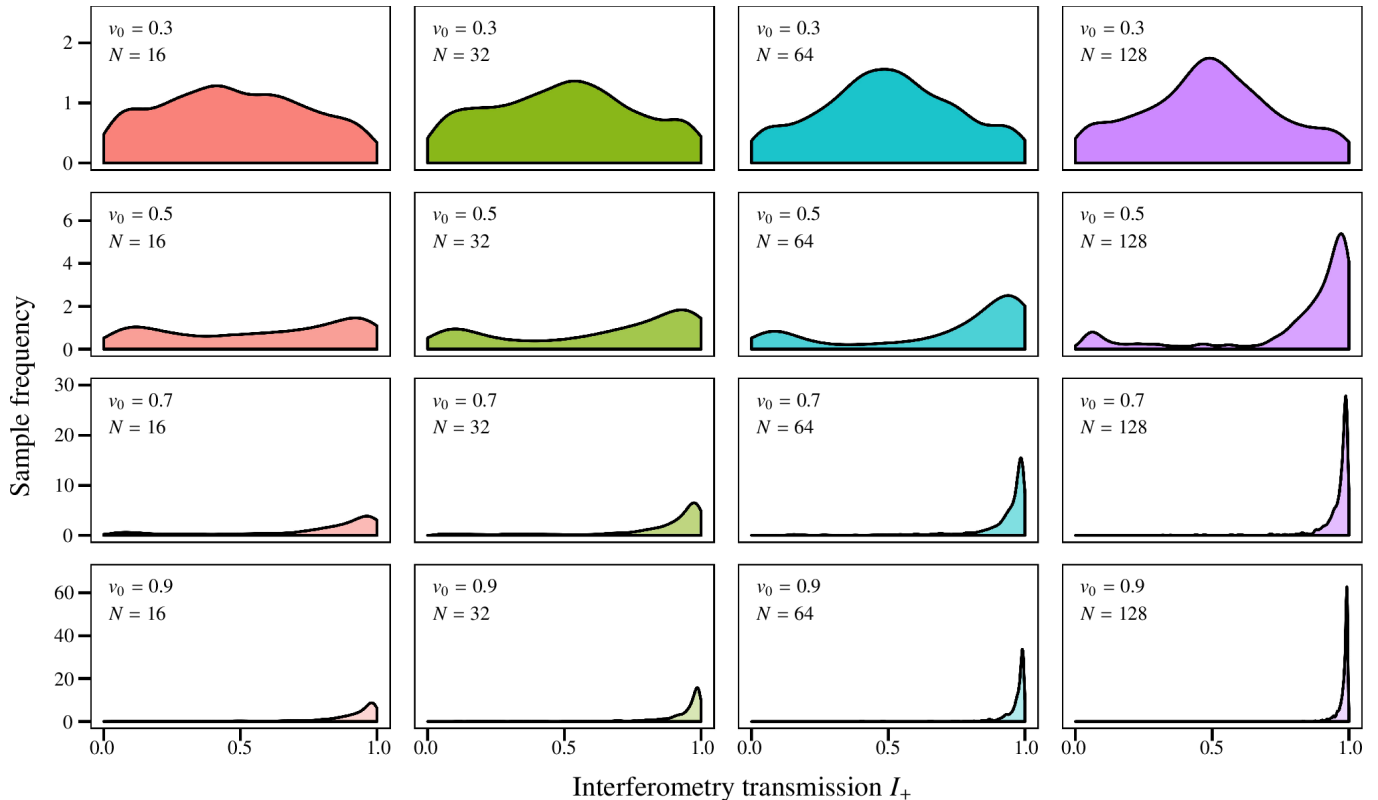 2
1
0
v₀ = 0.3
N = 16
v₀ = 0.3
N = 32
v₀ = 0.3
N = 64
v₀ = 0.3
N = 128
6
4
2
0
v₀ = 0.5
N = 16
v₀ = 0.5
N = 32
v₀ = 0.5
N = 64
v₀ = 0.5
N = 128
Sample frequency
30
20
10
0
v₀ = 0.7
N = 16
v₀ = 0.7
N = 32
v₀ = 0.7
N = 64
v₀ = 0.7
N = 128
60
40
20
0
v₀ = 0.9
N = 16
v₀ = 0.9
N = 32
v₀ = 0.9
N = 64
v₀ = 0.9
N = 128
0.0 0.5 1.0
0.0 0.5 1.0
0.0 0.5 1.0
0.0 0.5 1.0
Interferometry transmission I₊